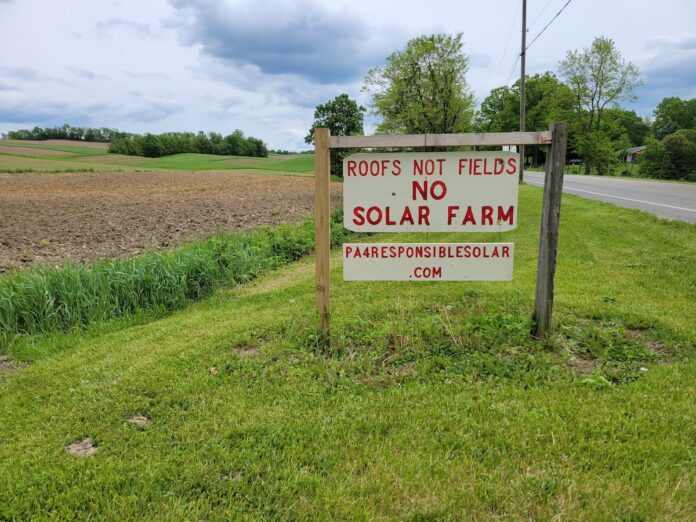 ROOFS NOT FIELDS
NO
SOLAR FARM
PA4RESPONSIBLESOLAR
.COM